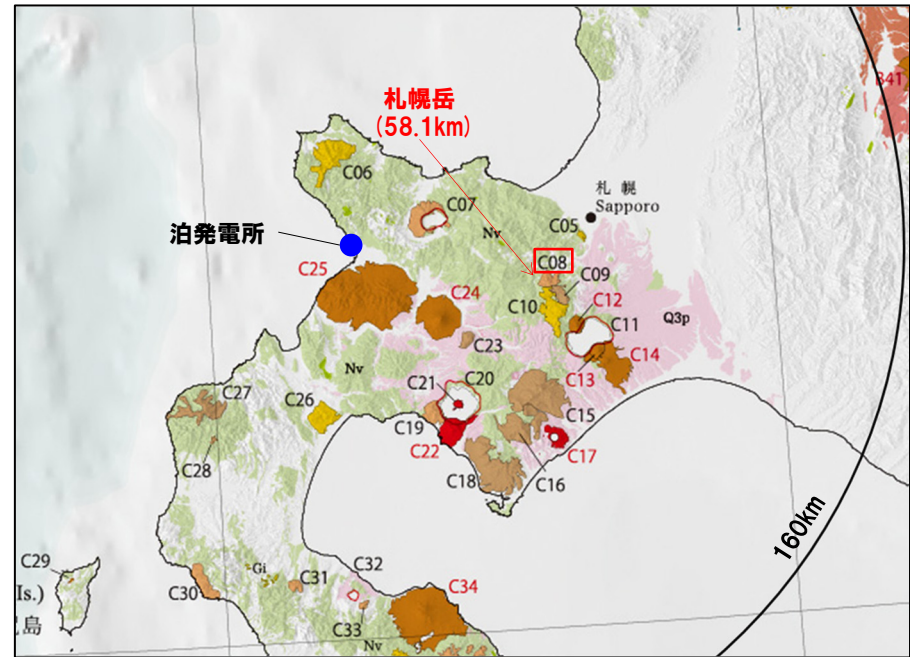 B41
札幌岳
(58.1km)
C06
C07
札 幌
Sapporo
C05
Nv
泊発電所
C08
C25
C09
C24
C10
C12
C11
Q3p
C23
C14
Nv
C13
C20
C21
C27
C26
C15
C19
C22
C17
C28
C16
C18
160km
C29
Gi
C32
C31
C34
Is.)
C30
C33
島
Nv